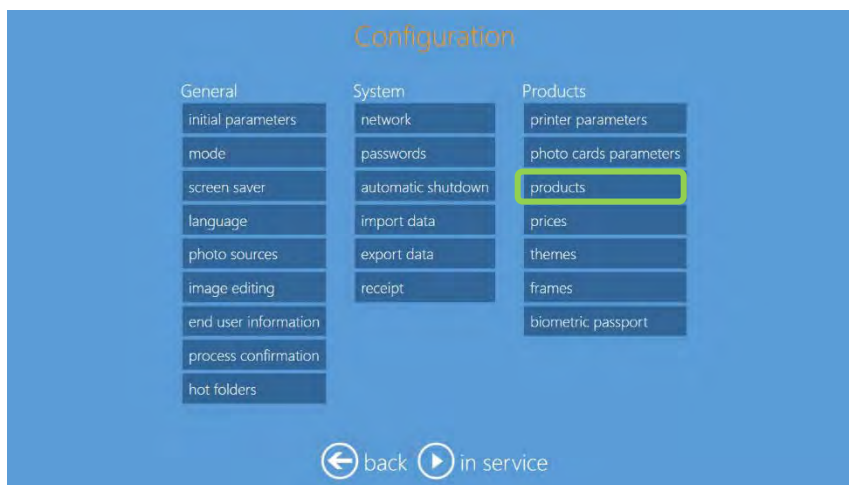 Configuration
General
initial parameters
mode
screen saver
language
photo sources
image editing
end user information
process confirmation
hot folders
System
network
passwords
automatic shutdown
import data
export data
receipt
Products
printer parameters
photo cards parameters
products
prices
themes
frames
biometric passport
back in service